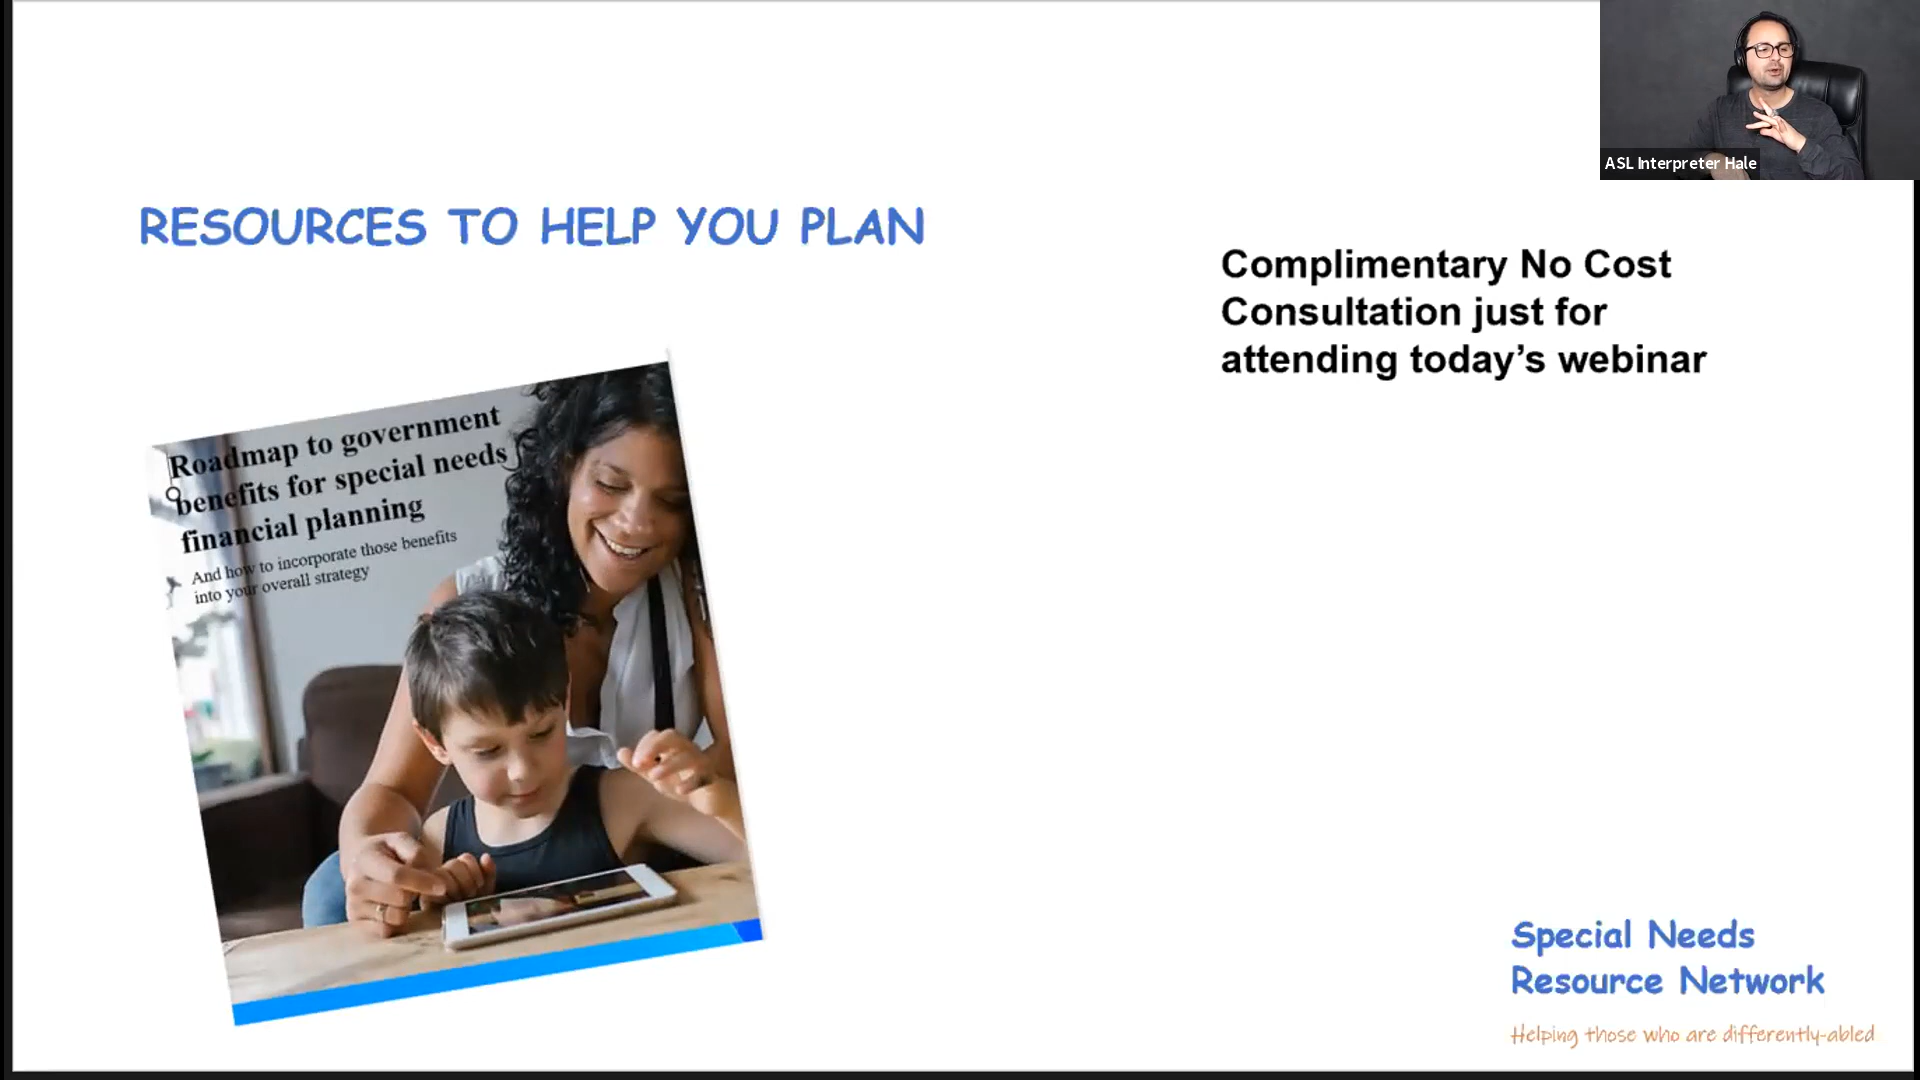 ASL Interpreter Hale
RESOURCES TO HELP YOU PLAN
Complimentary No Cost
Consultation just for
attending today’s webinar
Roadmap to government
benefits for special needs
financial planning
And how to incorporate those benefits
into your overall strategy
Special Needs
Resource Network
Helping those who are differently-abled